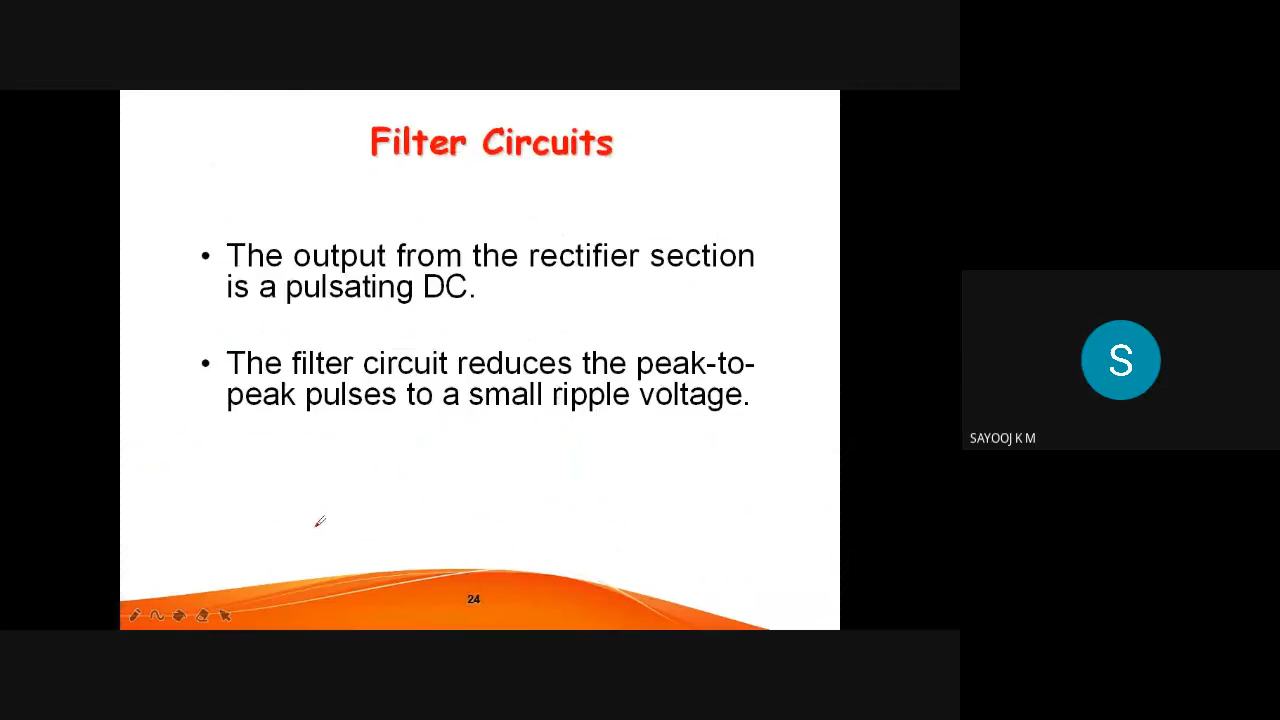 Filter Circuits
• The output from the rectifier section
is a pulsating DC.
• The filter circuit reduces the peak-to-
peak pulses to a small ripple voltage.
24
S
SAYOOJ K M